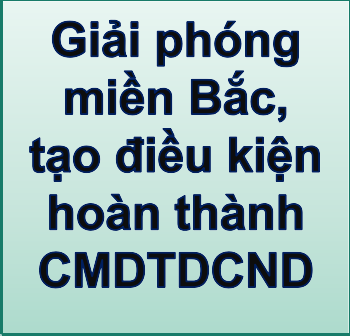 Giải phóng
miền Bắc,
tạo điều kiện
hoàn thành
CMDTDCND